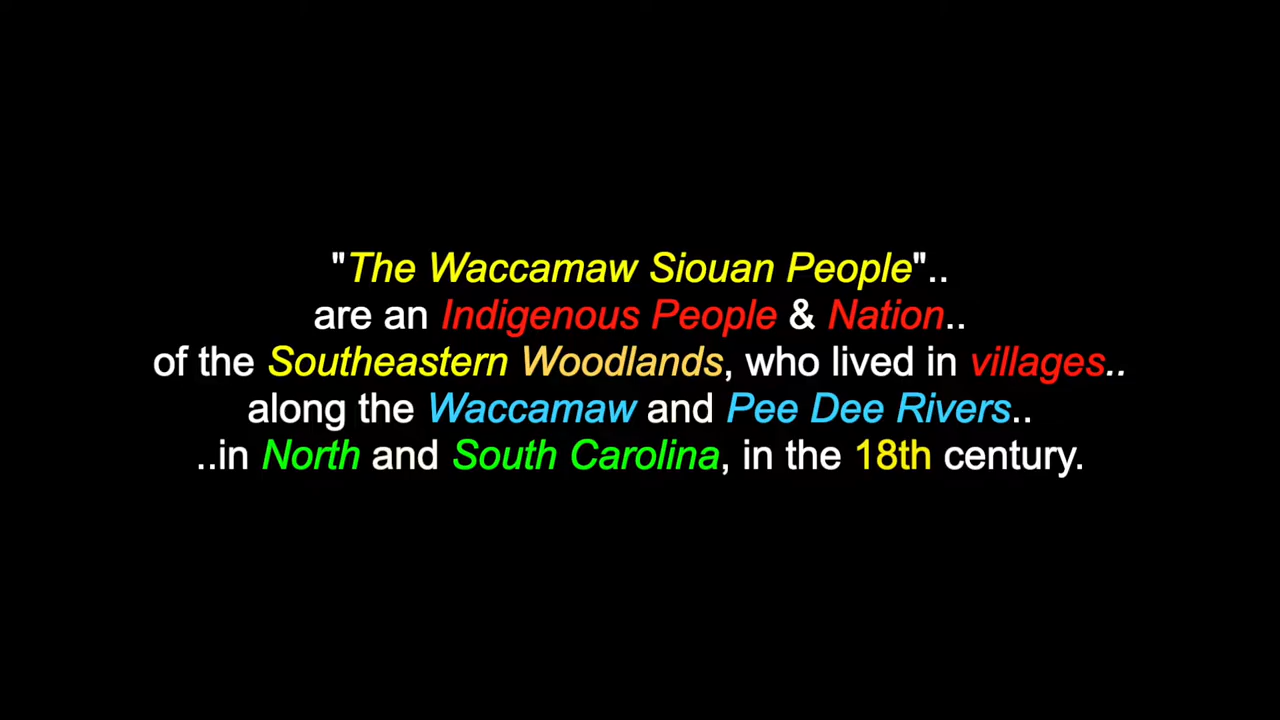 "The Waccamaw Siouan People"..
are an Indigenous People & Nation..
of the Southeastern Woodlands, who lived in villages..
along the Waccamaw and Pee Dee Rivers..
..in North and South Carolina, in the 18th century.